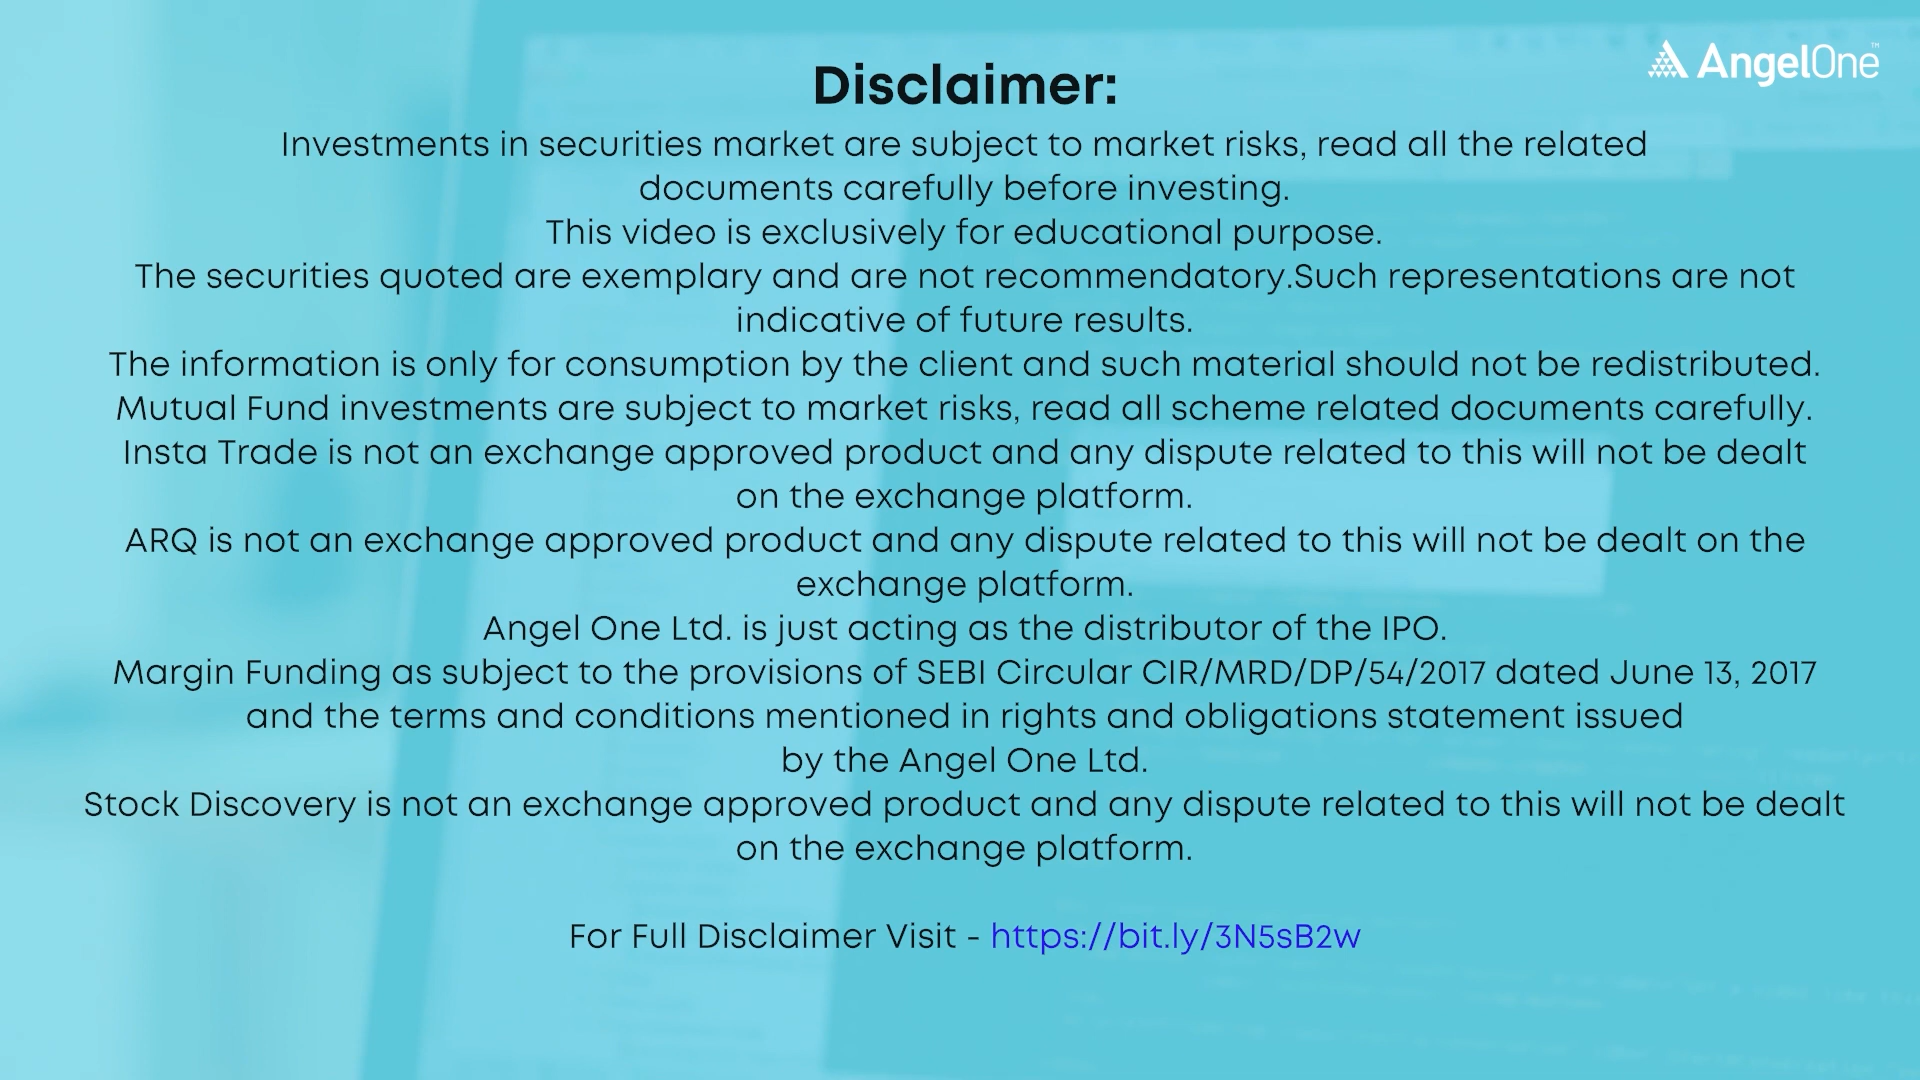 AngelOne™
Disclaimer:
Investments in securities market are subject to market risks, read all the related
documents carefully before investing.
This video is exclusively for educational purpose.
The securities quoted are exemplary and are not recommendatory.Such representations are not
indicative of future results.
The information is only for consumption by the client and such material should not be redistributed.
Mutual Fund investments are subject to market risks, read all scheme related documents carefully.
Insta Trade is not an exchange approved product and any dispute related to this will not be dealt
on the exchange platform.
ARQ is not an exchange approved product and any dispute related to this will not be dealt on the
exchange platform.
Angel One Ltd. is just acting as the distributor of the IPO.
Margin Funding as subject to the provisions of SEBI Circular CIR/MRD/DP/54/2017 dated June 13, 2017
and the terms and conditions mentioned in rights and obligations statement issued
by the Angel One Ltd.
Stock Discovery is not an exchange approved product and any dispute related to this will not be dealt
on the exchange platform.
For Full Disclaimer Visit - https://bit.ly/3N5sB2w